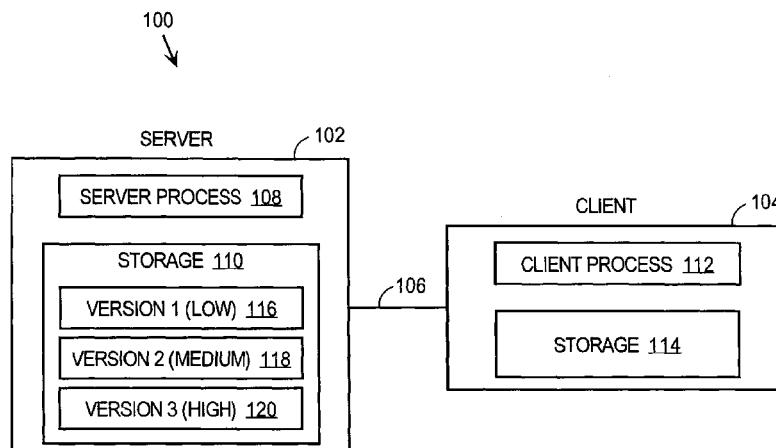 100
SERVER
102
SERVER PROCESS 108
STORAGE 110
VERSION 1 (LOW) 116
VERSION 2 (MEDIUM) 118
VERSION 3 (HIGH) 120
106
CLIENT
104
CLIENT PROCESS 112
STORAGE 114